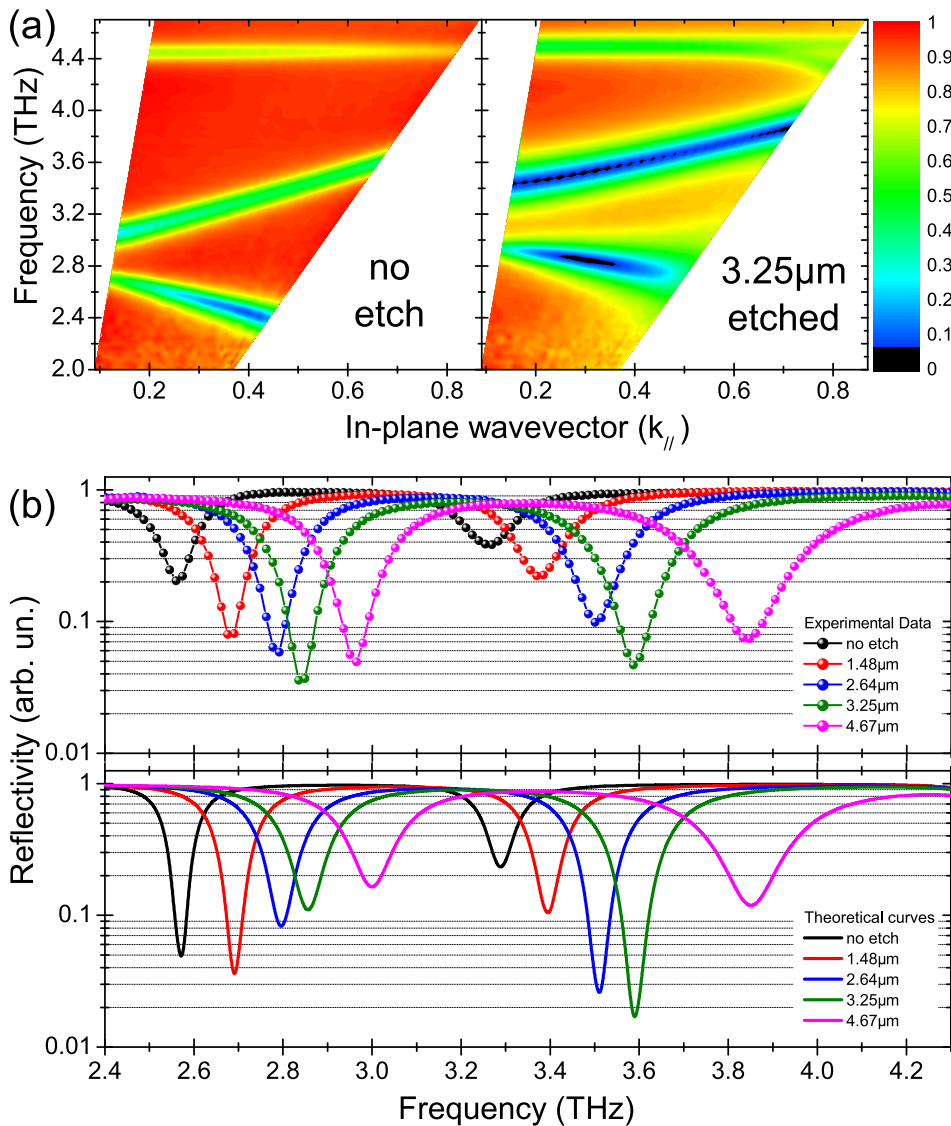 (a)
Frequency (THz)
4.4
4.0
3.6
3.2
2.8
2.4
2.0
no
etch
3.25µm
etched
1
0.9
0.8
0.7
0.6
0.5
0.4
0.3
0.2
0.1
0
0.2 0.4 0.6 0.8 0.2 0.4 0.6 0.8
In-plane wavevector (k//)
(b)
Reflectivity (arb. un.)
1
0.1
0.01
Experimental Data
no etch
1.48µm
2.64µm
3.25µm
4.67µm
1
0.1
0.01
Theoretical curves
no etch
1.48µm
2.64µm
3.25µm
4.67µm
2.4 2.6 2.8 3.0 3.2 3.4 3.6 3.8 4.0 4.2
Frequency (THz)